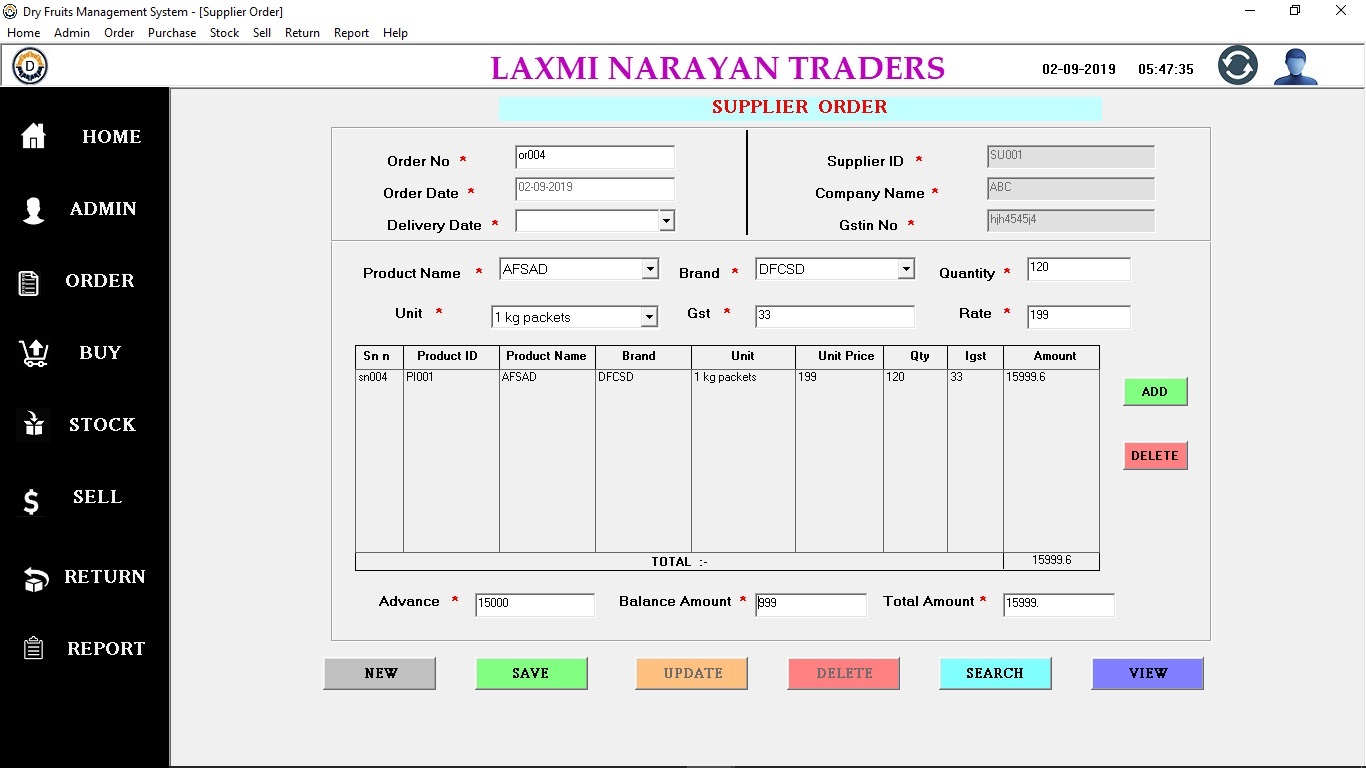 Dry Fruits Management System - [Supplier Order]
Home Admin Order Purchase Stock Sell Return Report Help
D LAXMI NARAYAN TRADERS 02-09-2019 05:47:35
SUPPLIER ORDER
HOME
ADMIN
ORDER
BUY
STOCK
SELL
RETURN
REPORT
Order No * or004
Order Date * 02-09-2019
Delivery Date *
Supplier ID * SU001
Company Name * ABC
Gstin No * hjh4545j4
Product Name * AFSAD Brand * DFCSD Quantity * 120
Unit * 1 kg packets Gst * 33 Rate * 199
Sn n Product ID Product Name Brand Unit Unit Price Qty Igst Amount
sn004 PI001 AFSAD DFCSD 1 kg packets 199 120 33 15999.6
ADD
DELETE
TOTAL :- 15999.6
Advance * 15000 Balance Amount * 999 Total Amount * 15999.
NEW SAVE UPDATE DELETE SEARCH VIEW